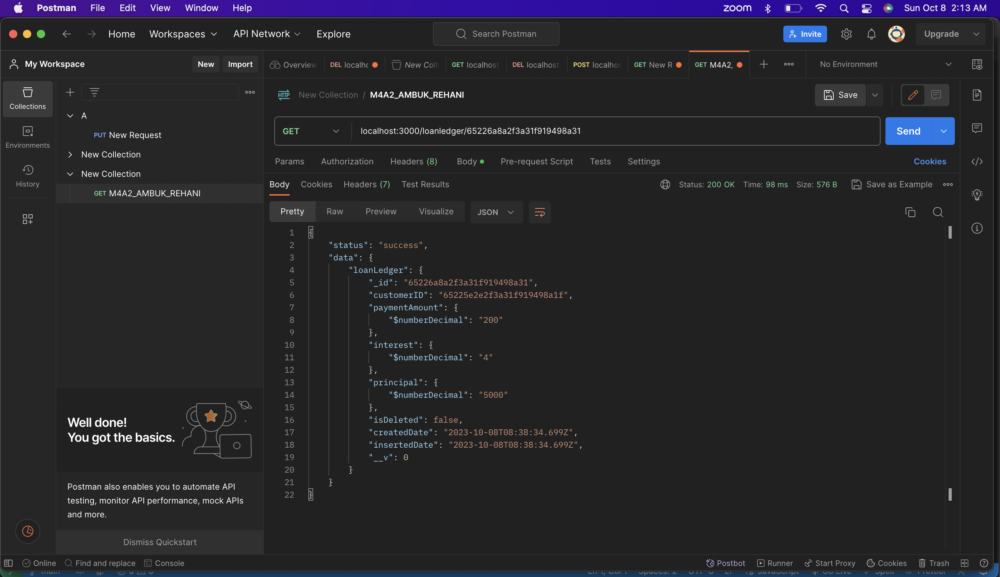 Postman File Edit View Window Help zoom Sun Oct 8 2:13 AM
Home Workspaces API Network Explore Search Postman Invite Upgrade
My Workspace New Import Overview DEL localhc New Coll GET localhost DEL localhost: POST localhos GET New R GET M4A2_ No Environment
Collections
Environments
History
A
PUT New Request
New Collection
New Collection
GET M4A2_AMBUK_REHANI
Well done!
You got the basics.
Postman also enables you to automate API
testing, monitor API performance, mock APIs
and more.
Dismiss Quickstart
HTTP New Collection / M4A2_AMBUK_REHANI Save
GET localhost:3000/loanledger/65226a8a2f3a31f919498a31 Send
Params Authorization Headers (8) Body Pre-request Script Tests Settings Cookies
Body Cookies Headers (7) Test Results Status: 200 OK Time: 98 ms Size: 576 B Save as Example
Pretty Raw Preview Visualize JSON
1 {
2 "status": "success",
3 "data": {
4 "loanLedger": {
5 "_id": "65226a8a2f3a31f919498a31",
6 "customerID": "65225e2e2f3a31f919498a1f",
7 "paymentAmount": {
8 "$numberDecimal": "200"
9 },
10 "interest": {
11 "$numberDecimal": "4"
12 },
13 "principal": {
14 "$numberDecimal": "5000"
15 },
16 "isDeleted": false,
17 "createdDate": "2023-10-08T08:38:34.699Z",
18 "insertedDate": "2023-10-08T08:38:34.699Z",
19 "__v": 0
20 }
21 }
22 }
Online Find and replace Console Postbot Runner Start Proxy Cookies Trash